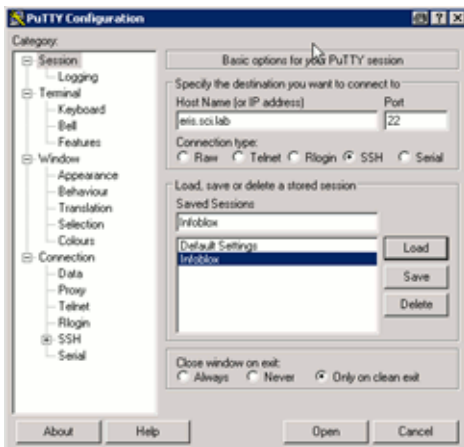 PuTTY Configuration
Category:
Session
Logging
Terminal
Keyboard
Bell
Features
Window
Appearance
Behaviour
Translation
Selection
Colours
Connection
Data
Proxy
Telnet
Rlogin
SSH
Serial
Basic options for your PuTTY session
Specify the destination you want to connect to
Host Name (or IP address) Port
eris.sci.lab 22
Connection type:
Raw Telnet Rlogin SSH Serial
Load, save or delete a stored session
Saved Sessions
Infoblox
Default Settings
Infoblox
Load
Save
Delete
Close window on exit:
Always Never Only on clean exit
About Help Open Cancel